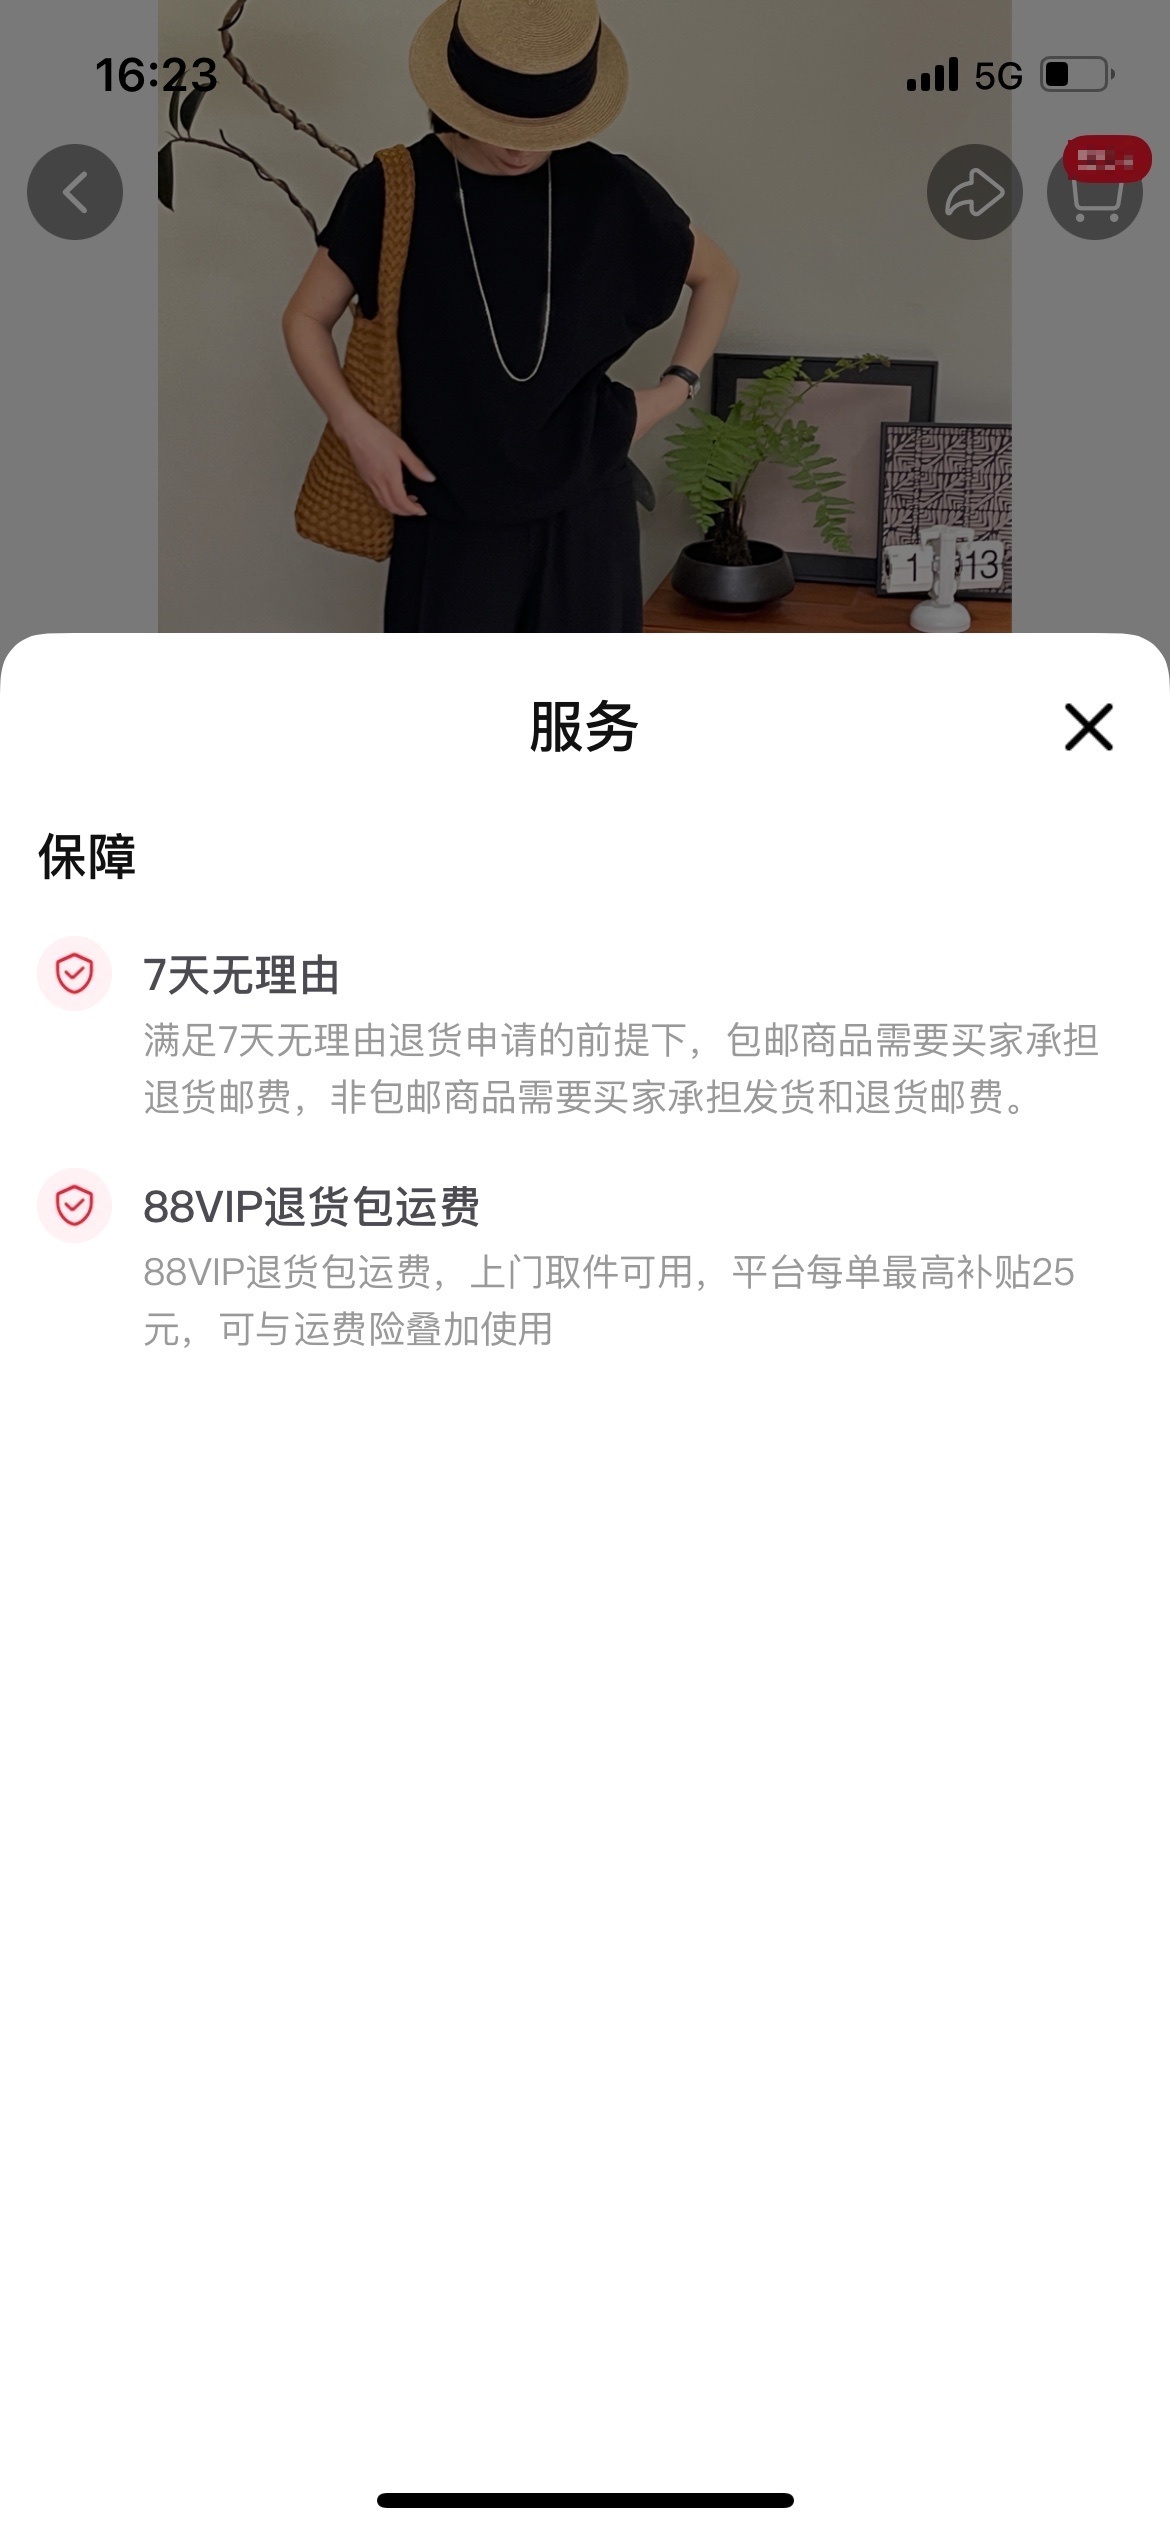 16:23
5G
1 13
服务
保障
7天无理由
满足7天无理由退货申请的前提下，包邮商品需要买家承担
退货邮费，非包邮商品需要买家承担发货和退货邮费。
88VIP退货包运费
88VIP退货包运费，上门取件可用，平台每单最高补贴25
元，可与运费险叠加使用